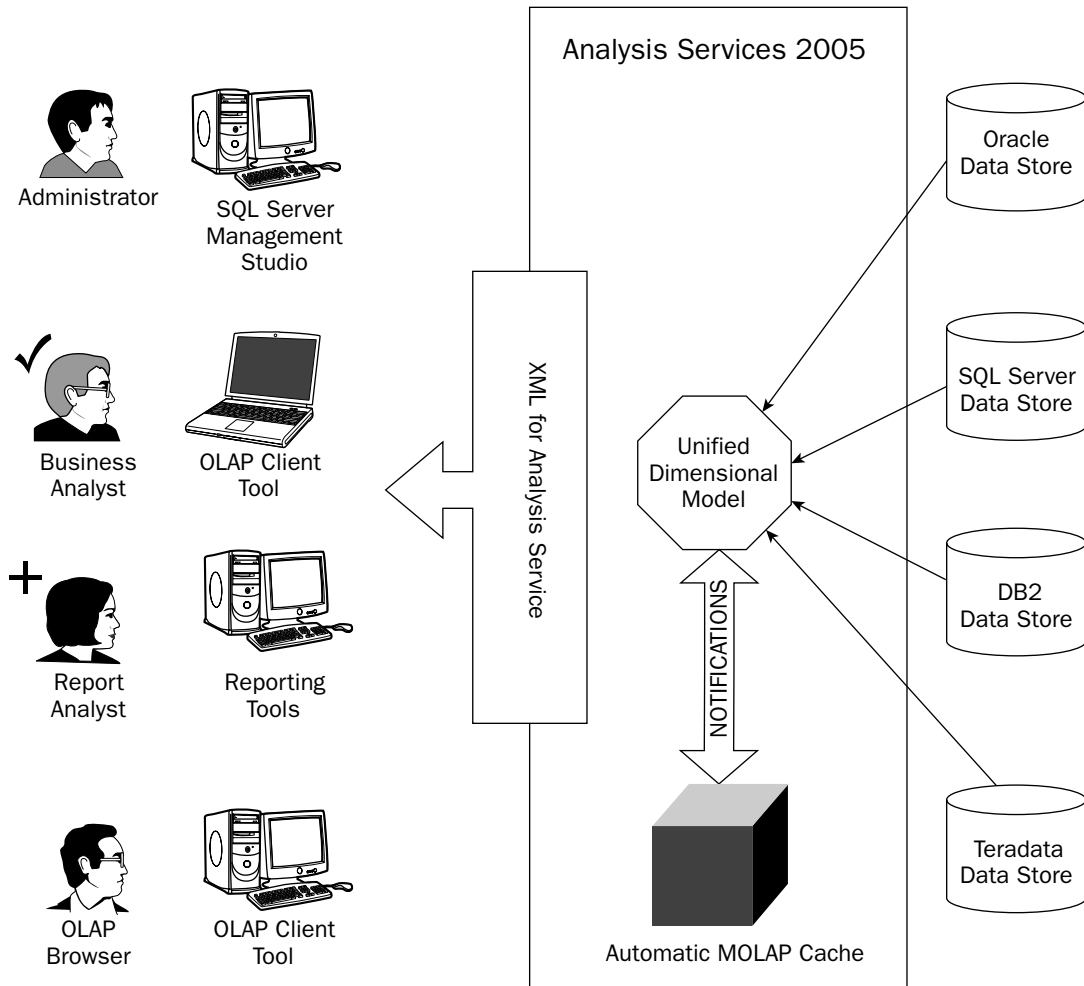 Analysis Services 2005
Administrator
SQL Server
Management
Studio
Business
Analyst
OLAP Client
Tool
Report
Analyst
Reporting
Tools
OLAP
Browser
OLAP Client
Tool
XML for Analysis Service
Unified
Dimensional
Model
NOTIFICATIONS
Automatic MOLAP Cache
Oracle
Data Store
SQL Server
Data Store
DB2
Data Store
Teradata
Data Store